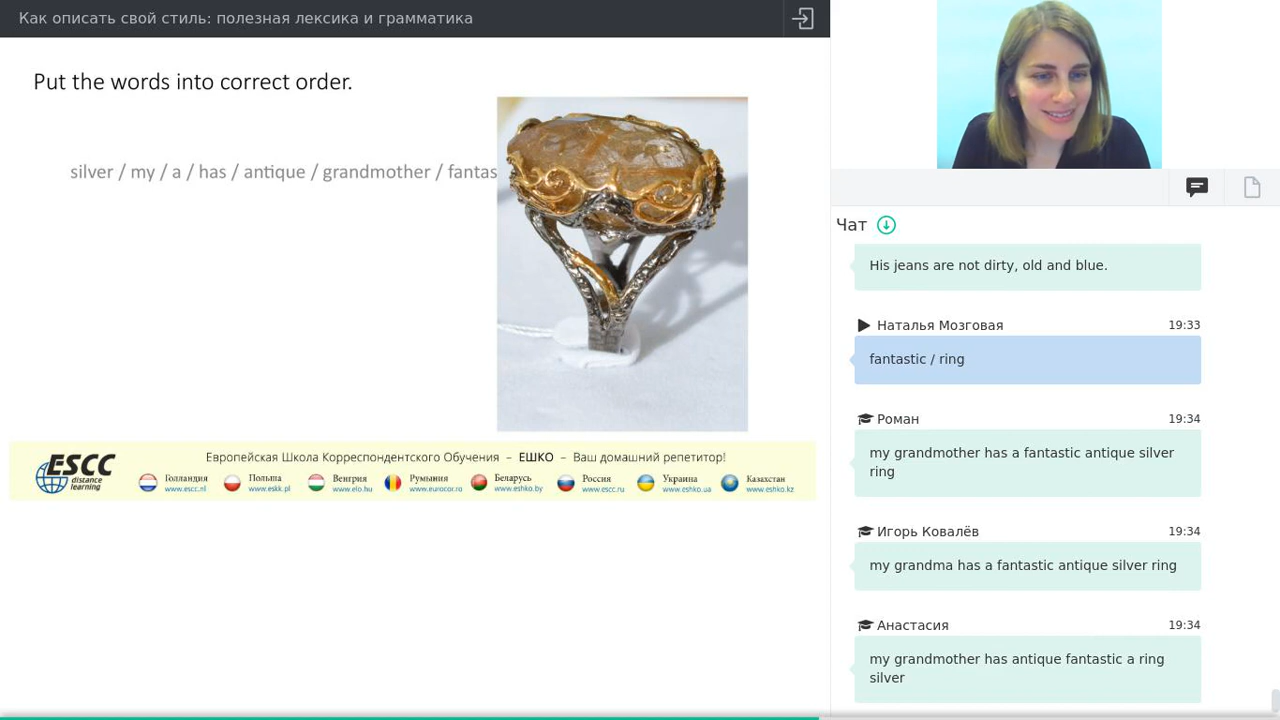 Как описать свой стиль: полезная лексика и грамматика
Put the words into correct order.
silver / my / a / has / antique / grandmother / fantas
ESCC
distance
learning
Европейская Школа Корреспондентского Обучения – ЕШКО – Ваш домашний репетитор!
Голландия
www.escc.nl
Польша
www.eskk.pl
Венгрия
www.elo.hu
Румыния
www.eurocor.ro
Беларусь
www.eshko.by
Россия
www.escc.ru
Украина
www.eshko.ua
Казахстан
www.eshko.kz
Чат
His jeans are not dirty, old and blue.
Наталья Мозговая 19:33
fantastic / ring
Роман 19:34
my grandmother has a fantastic antique silver
ring
Игорь Ковалёв 19:34
my grandma has a fantastic antique silver ring
Анастасия 19:34
my grandmother has antique fantastic a ring
silver